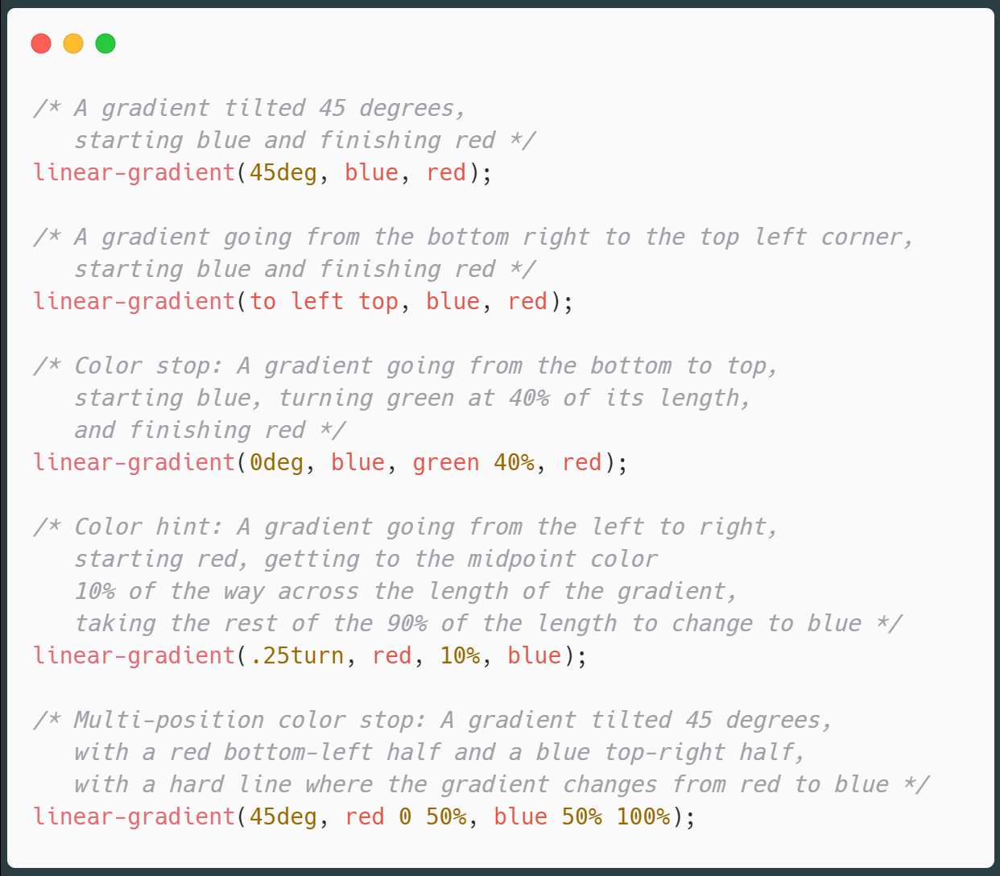 /* A gradient tilted 45 degrees,
   starting blue and finishing red */
linear-gradient(45deg, blue, red);

/* A gradient going from the bottom right to the top left corner,
   starting blue and finishing red */
linear-gradient(to left top, blue, red);

/* Color stop: A gradient going from the bottom to top,
   starting blue, turning green at 40% of its length,
   and finishing red */
linear-gradient(0deg, blue, green 40%, red);

/* Color hint: A gradient going from the left to right,
   starting red, getting to the midpoint color
   10% of the way across the length of the gradient,
   taking the rest of the 90% of the length to change to blue */
linear-gradient(.25turn, red, 10%, blue);

/* Multi-position color stop: A gradient tilted 45 degrees,
   with a red bottom-left half and a blue top-right half,
   with a hard line where the gradient changes from red to blue */
linear-gradient(45deg, red 0 50%, blue 50% 100%);